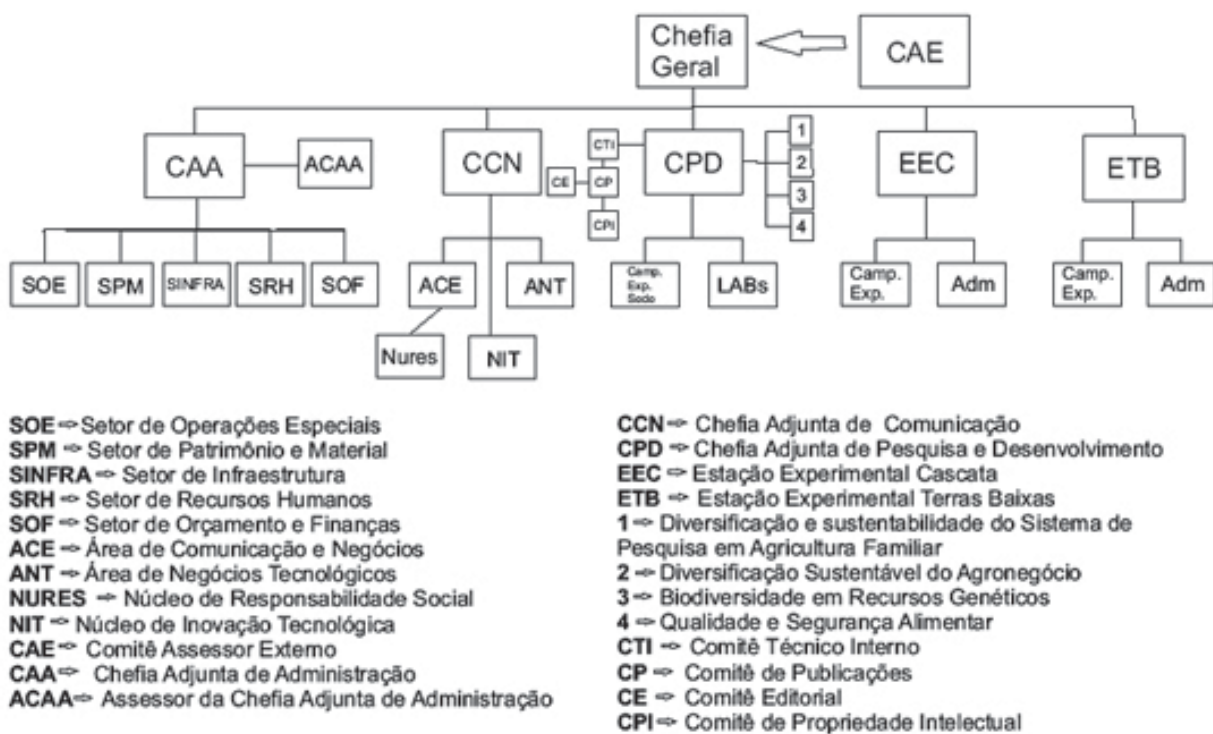 Chefia
Geral
CAE
CAA
ACAA
CCN
CTI
CE
CP
CPI
CPD
1
2
3
4
EEC
ETB
SOE
SPM
SINFRA
SRH
SOF
ACE
ANT
Nures
NIT
Camp.
Exp.
LABs
Camp.
Exp.
Adm
Camp.
Exp.
Adm
SOE⇨Setor de Operações Especiais
SPM ⇨ Setor de Patrimônio e Material
SINFRA⇨ Setor de Infraestrutura
SRH⇨ Setor de Recursos Humanos
SOF ⇨ Setor de Orçamento e Finanças
ACE ⇨ Área de Comunicação e Negócios
ANT ⇨ Área de Negócios Tecnológicos
NURES ⇨ Núcleo de Responsabilidade Social
NIT⇨ Núcleo de Inovação Tecnológica
CAE⇨ Comitê Assessor Externo
CAA⇨ Chefia Adjunta de Administração
ACAA⇨ Assessor da Chefia Adjunta de Administração
CCN⇨ Chefia Adjunta de Comunicação
CPD⇨ Chefia Adjunta de Pesquisa e Desenvolvimento
EEC⇨ Estação Experimental Cascata
ETB ⇨ Estação Experimental Terras Baixas
1⇨ Diversificação e sustentabilidade do Sistema de
Pesquisa em Agricultura Familiar
2 ⇨ Diversificação Sustentável do Agronegócio
3⇨ Biodiversidade em Recursos Genéticos
4 ⇨ Qualidade e Segurança Alimentar
CTI ⇨ Comitê Técnico Interno
CP ⇨ Comitê de Publicações
CE ⇨ Comitê Editorial
CPI⇨ Comitê de Propriedade Intelectual